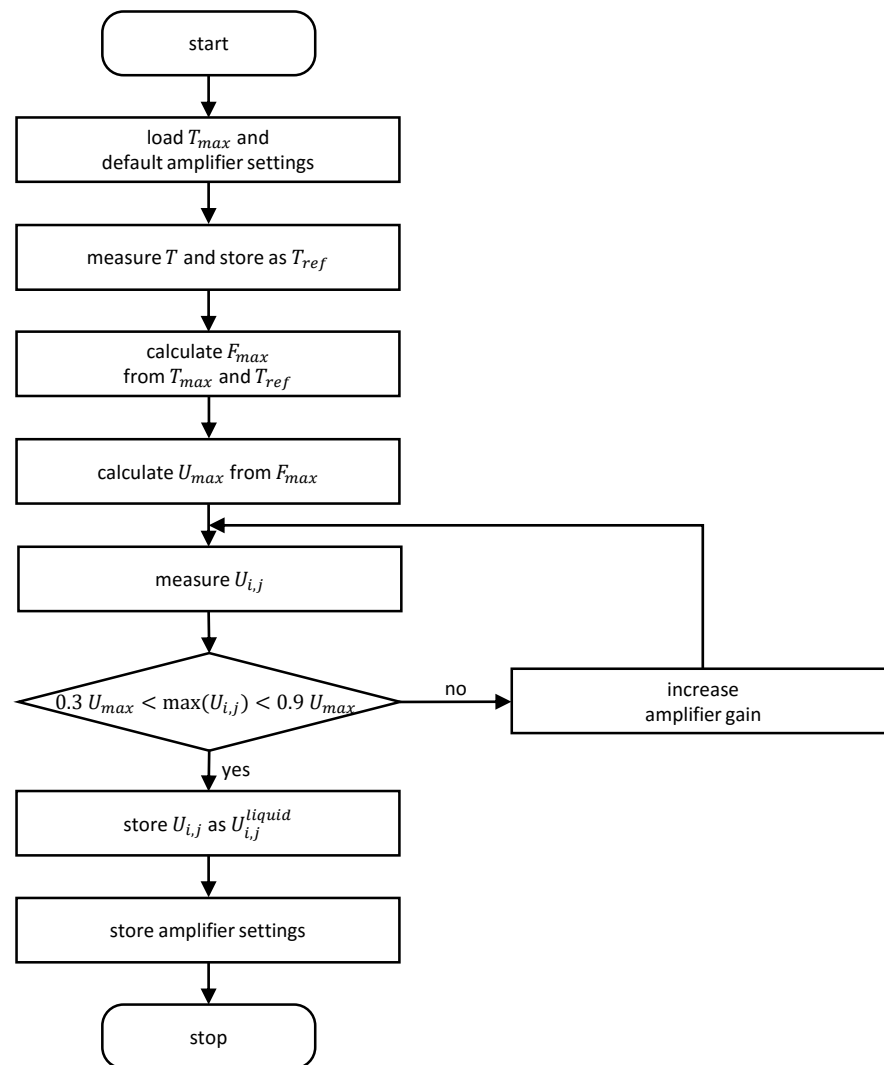 start
load T_max and
default amplifier settings
measure T and store as T_ref
calculate F_max
from T_max and T_ref
calculate U_max from F_max
measure U_i,j
0.3 U_max < max(U_i,j) < 0.9 U_max
no
increase
amplifier gain
yes
store U_i,j as U_i,j^liquid
store amplifier settings
stop